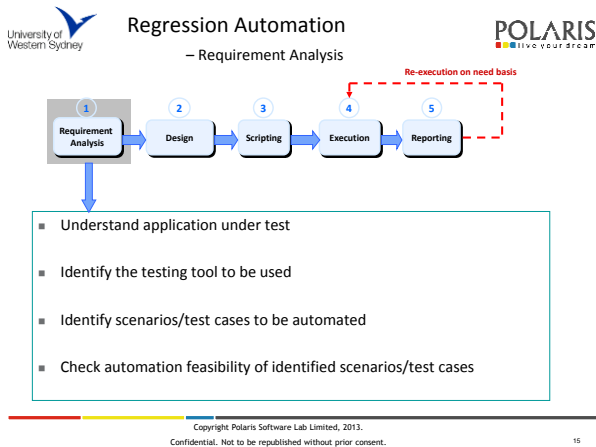 University of
Western Sydney
Regression Automation
– Requirement Analysis
POLARIS
live your dream
Re-execution on need basis
1
2
3
4
5
Requirement
Analysis
Design
Scripting
Execution
Reporting
Understand application under test
Identify the testing tool to be used
Identify scenarios/test cases to be automated
Check automation feasibility of identified scenarios/test cases
Copyright Polaris Software Lab Limited, 2013.
Confidential. Not to be republished without prior consent.
15